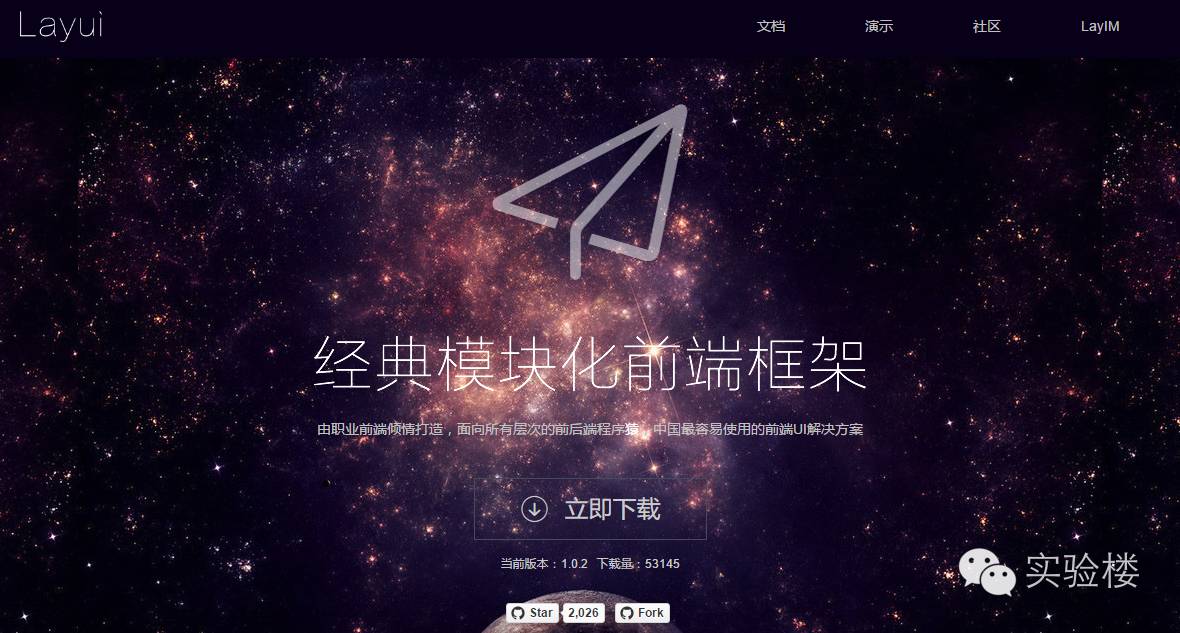 Layui 文档 演示 社区 LayIM
经典模块化前端框架
由职业前端倾情打造，面向所有层次的前后端程序猿，中国最容易使用的前端UI解决方案
立即下载
当前版本：1.0.2 下载量：53145
实验楼
Star 2,026 Fork